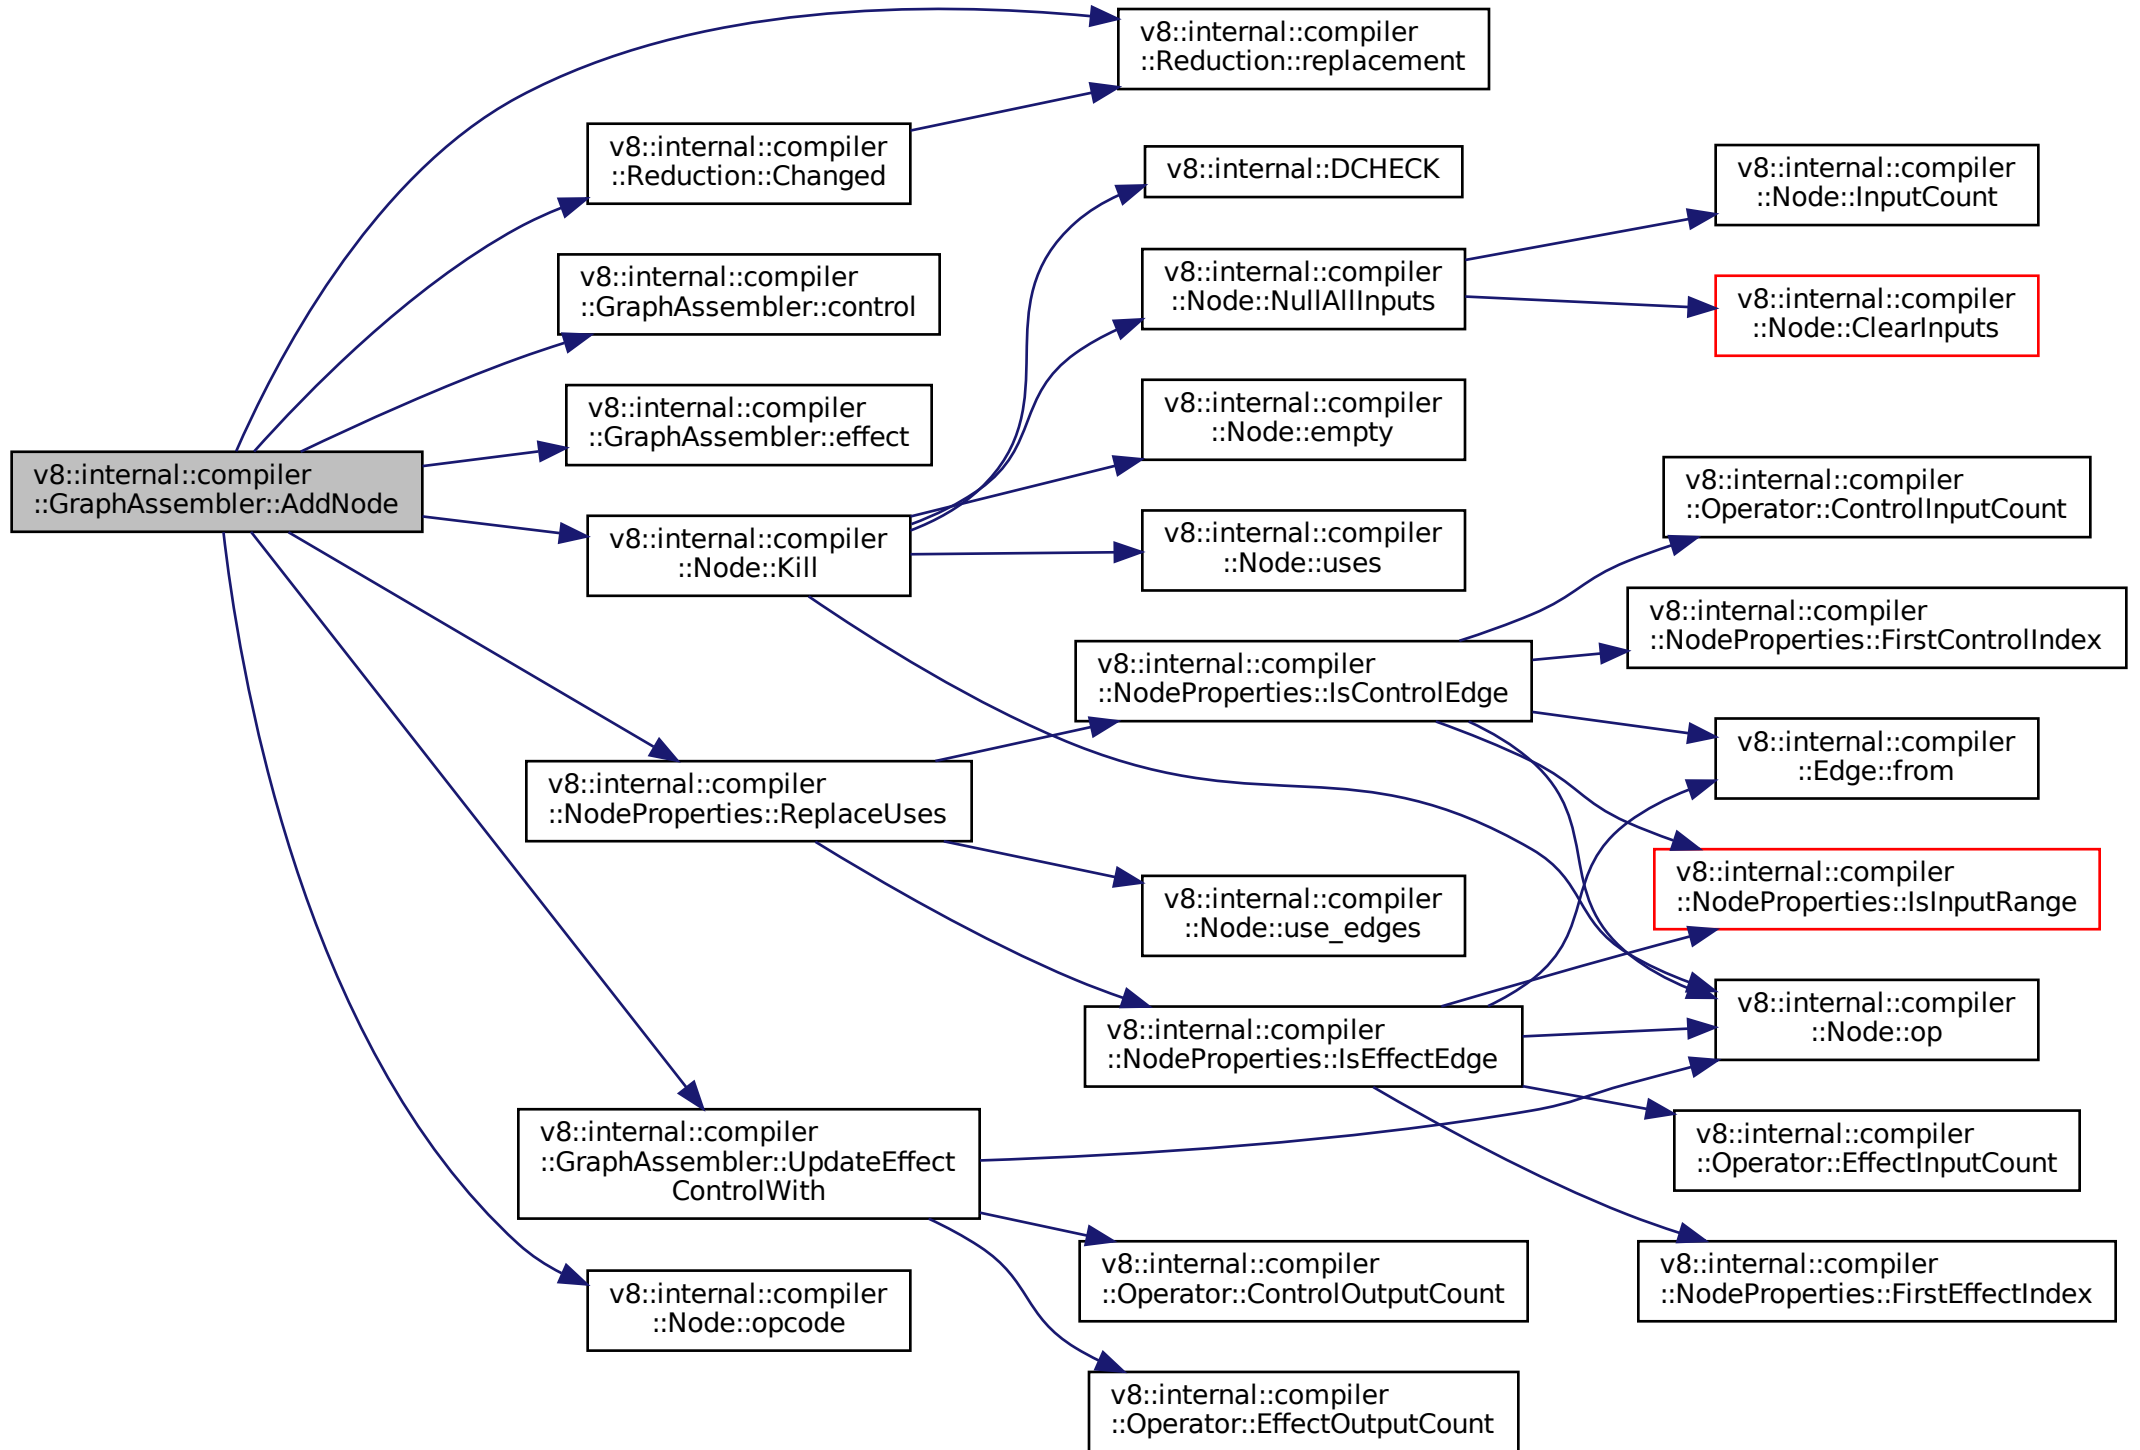 v8::internal::compiler
::GraphAssembler::AddNode
v8::internal::compiler
::Reduction::replacement
v8::internal::compiler
::Reduction::Changed
v8::internal::compiler
::GraphAssembler::control
v8::internal::compiler
::GraphAssembler::effect
v8::internal::compiler
::Node::Kill
v8::internal::DCHECK
v8::internal::compiler
::Node::NullAllInputs
v8::internal::compiler
::Node::InputCount
v8::internal::compiler
::Node::ClearInputs
v8::internal::compiler
::Node::empty
v8::internal::compiler
::Node::uses
v8::internal::compiler
::Operator::ControlInputCount
v8::internal::compiler
::NodeProperties::FirstControlIndex
v8::internal::compiler
::NodeProperties::IsControlEdge
v8::internal::compiler
::Edge::from
v8::internal::compiler
::NodeProperties::ReplaceUses
v8::internal::compiler
::Node::use_edges
v8::internal::compiler
::NodeProperties::IsInputRange
v8::internal::compiler
::Node::op
v8::internal::compiler
::NodeProperties::IsEffectEdge
v8::internal::compiler
::Operator::EffectInputCount
v8::internal::compiler
::NodeProperties::FirstEffectIndex
v8::internal::compiler
::GraphAssembler::UpdateEffect
ControlWith
v8::internal::compiler
::Operator::ControlOutputCount
v8::internal::compiler
::Operator::EffectOutputCount
v8::internal::compiler
::Node::opcode